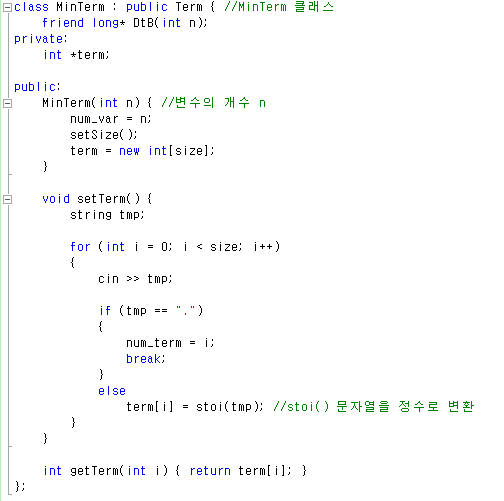 class MinTerm : public Term { //MinTerm 클래스
    friend long* DtB(int n);
private:
    int *term;

public:
    MinTerm(int n) { //변수의 개수 n
        num_var = n;
        setSize();
        term = new int[size];
    }

    void setTerm() {
        string tmp;

        for (int i = 0; i < size; i++)
        {
            cin >> tmp;

            if (tmp == ".")
            {
                num_term = i;
                break;
            }
            else
                term[i] = stoi(tmp); //stoi() 문자열을 정수로 변환
        }
    }

    int getTerm(int i) { return term[i]; }
};